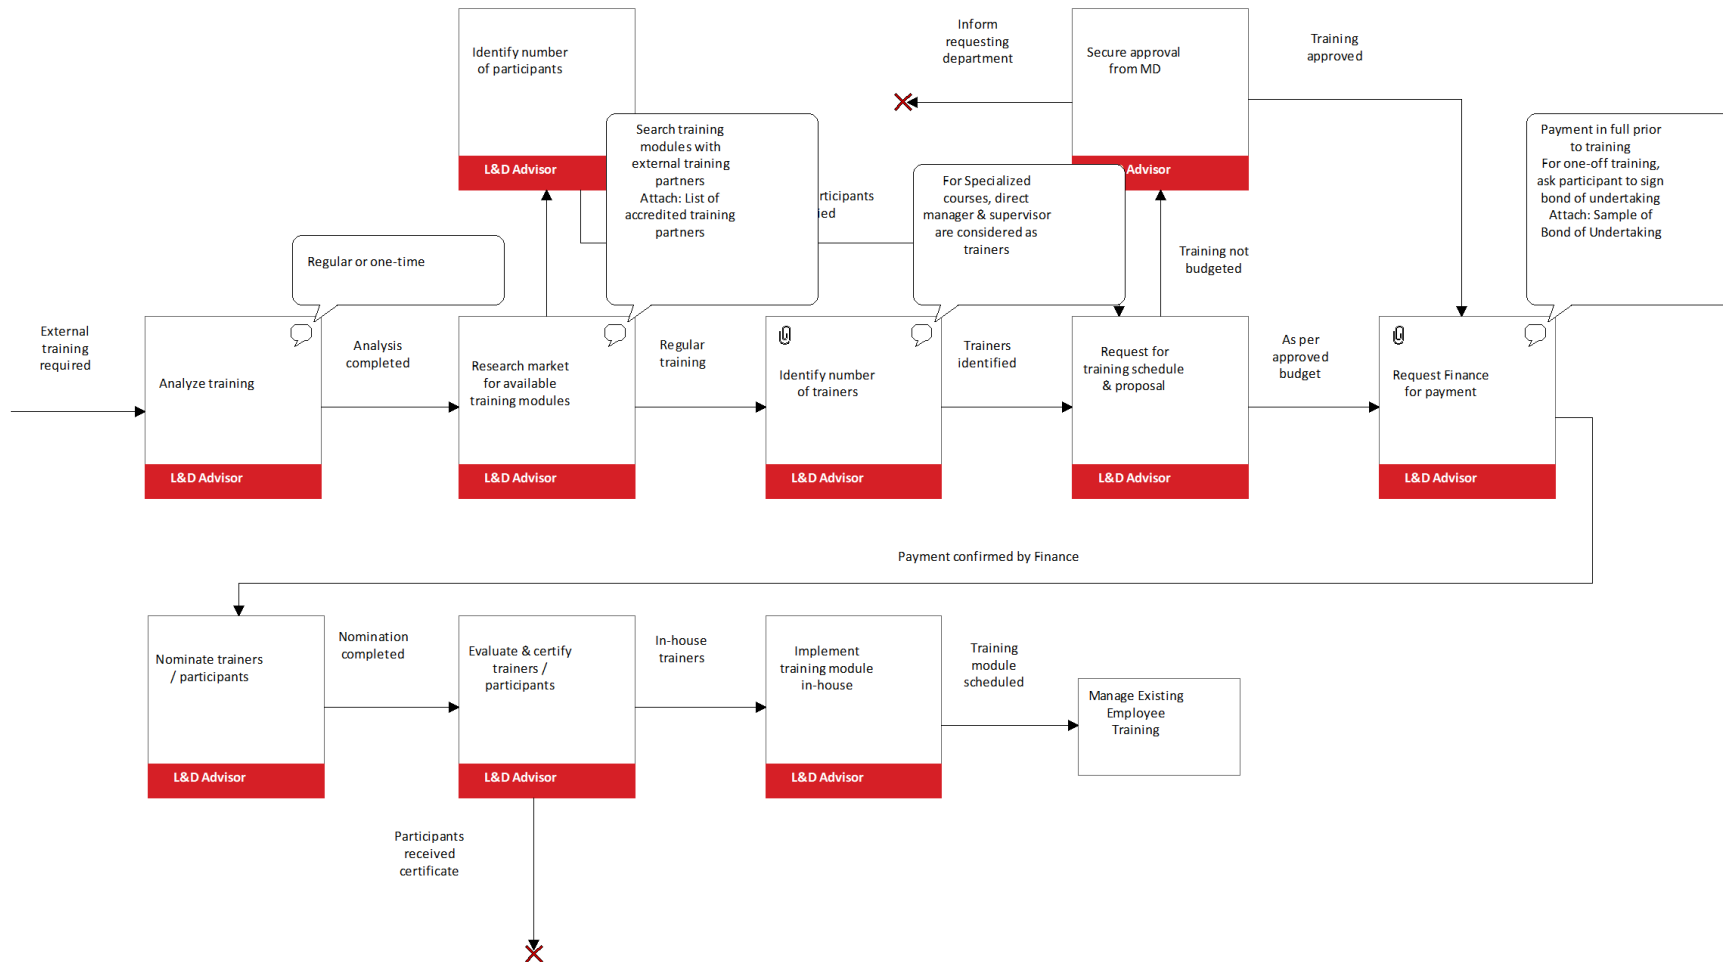 Identify number
of participants
L&D Advisor
Inform
requesting
department
Secure approval
from MD
Advisor
Training
approved
Search training
modules with
external training
partners
Attach: List of
accredited training
partners
For Specialized
courses, direct
manager & supervisor
are considered as
trainers
Payment in full prior
to training
For one-off training,
ask participant to sign
bond of undertaking
Attach: Sample of
Bond of Undertaking
Regular or one-time
Training not
budgeted
External
training
required
Analyze training
L&D Advisor
Analysis
completed
Research market
for available
training modules
L&D Advisor
Regular
training
Identify number
of trainers
L&D Advisor
Trainers
identified
Request for
training schedule
& proposal
L&D Advisor
As per
approved
budget
Request Finance
for payment
L&D Advisor
Payment confirmed by Finance
Nominate trainers
/ participants
L&D Advisor
Nomination
completed
Evaluate & certify
trainers /
participants
L&D Advisor
In-house
trainers
Implement
training module
in-house
L&D Advisor
Training
module
scheduled
Manage Existing
Employee
Training
Participants
received
certificate